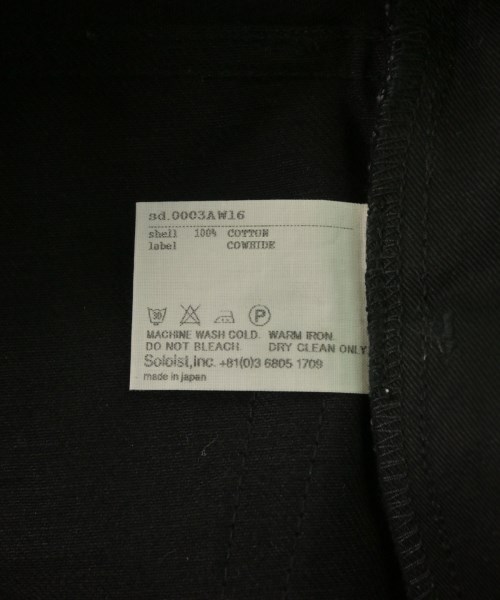 sd.0003AW16
shell 100% COTTON
label COWHIDE
30 P
MACHINE WASH COLD. WARM IRON.
DO NOT BLEACH. DRY CLEAN ONLY.
Soloist,Inc. +81(0)3 6805 1709
made in japan